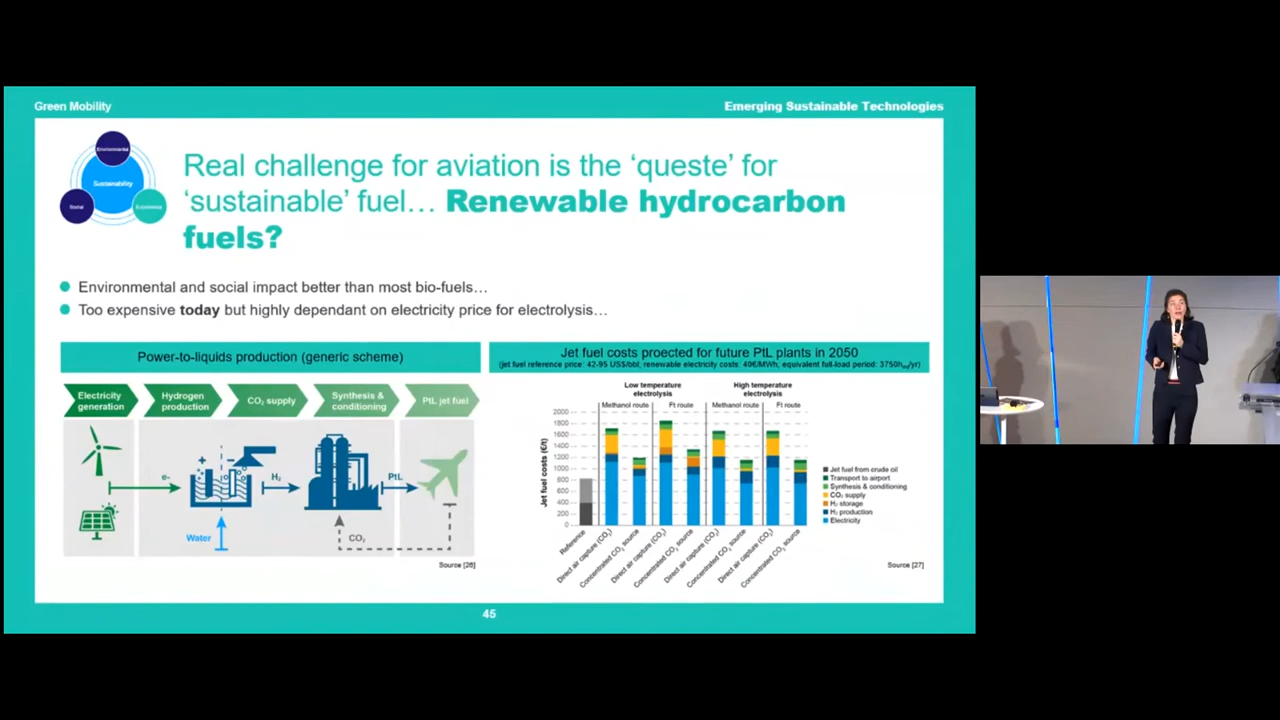 Green Mobility
Emerging Sustainable Technologies
Environmental
Sustainability
Social
Economics
Real challenge for aviation is the ‘queste’ for
‘sustainable’ fuel… Renewable hydrocarbon
fuels?
Environmental and social impact better than most bio-fuels…
Too expensive today but highly dependant on electricity price for electrolysis…
Power-to-liquids production (generic scheme)
Electricity
generation
Hydrogen
production
CO₂ supply
Synthesis &
conditioning
PtL jet fuel
e-
+
−
H₂
PtL
Water
CO₂
Source [26]
Jet fuel costs proected for future PtL plants in 2050
(jet fuel reference price: 42-95 US$/bbl, renewable electricity costs: 40€/MWh, equivalent full-load period: 3750h /yr)
Low temperature
electrolysis
High temperature
electrolysis
Methanol route
Ft route
Methanol route
Ft route
Jet fuel costs (€/t)
2000
1800
1600
1400
1200
1000
800
600
400
200
0
Reference
Direct air capture (CO₂)
Concentrated CO₂ source
Direct air capture (CO₂)
Concentrated CO₂ source
Direct air capture (CO₂)
Concentrated CO₂ source
Direct air capture (CO₂)
Concentrated CO₂ source
Jet fuel from crude oil
Transport to airport
Synthesis & conditioning
CO₂ supply
H₂ storage
H₂ production
Electricity
Source [27]
45